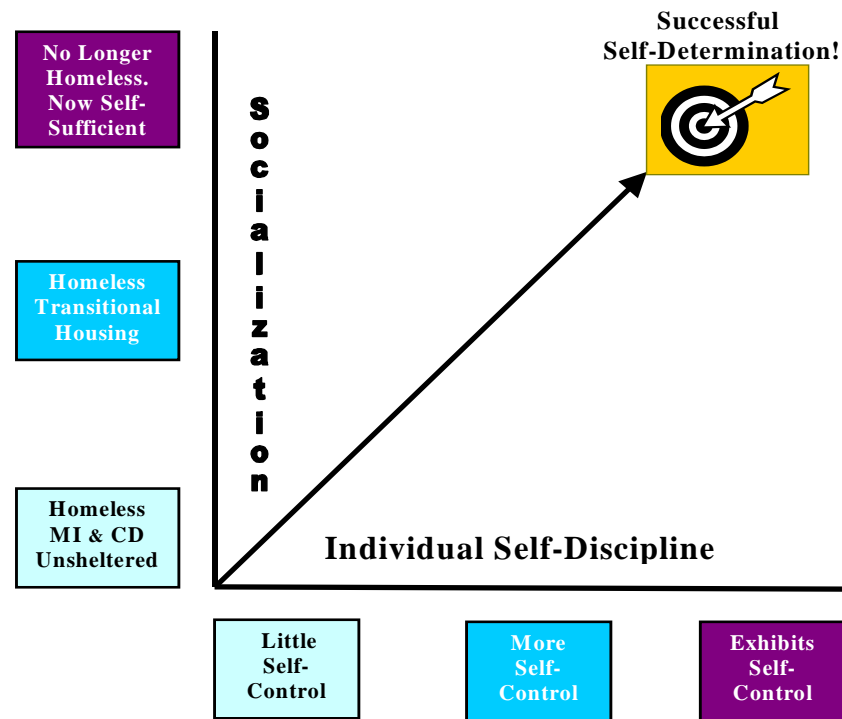 Successful
Self-Determination!
No Longer
Homeless.
Now Self-
Sufficient
Socialization
Homeless
Transitional
Housing
Homeless
MI & CD
Unsheltered
Individual Self-Discipline
Little
Self-
Control
More
Self-
Control
Exhibits
Self-
Control